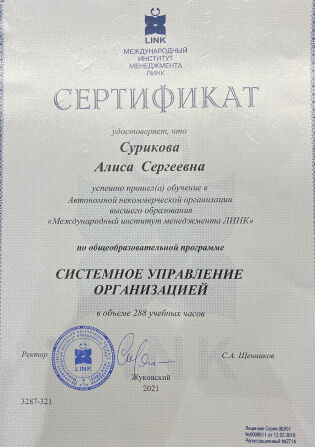 LINK
МЕЖДУНАРОДНЫЙ
ИНСТИТУТ
МЕНЕДЖМЕНТА
ЛИНК
СЕРТИФИКАТ
удостоверяет, что
Сурикова
Алиса Сергеевна
успешно прошел(а) обучение в
Автономной некоммерческой организации
высшего образования
«Международный институт менеджмента ЛИНК»
по общеобразовательной программе
СИСТЕМНОЕ УПРАВЛЕНИЕ
ОРГАНИЗАЦИЕЙ
в объеме 288 учебных часов
Ректор
LINK
С.А. Щенников
Жуковский
2021
3287-321
Лицензия Серия 90Л01
от 12.02.2016
Регистрационный №2716